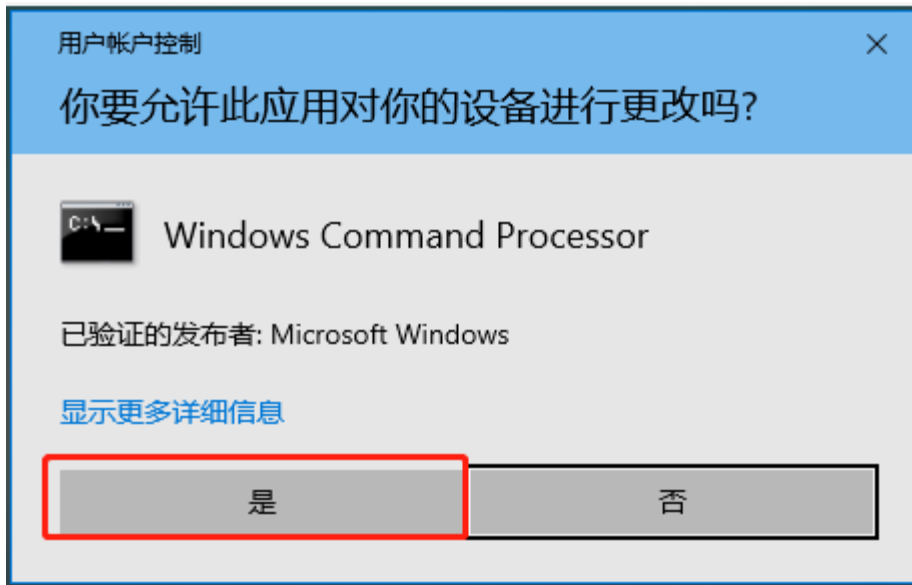 用户帐户控制
你要允许此应用对你的设备进行更改吗?
C:\_
Windows Command Processor
已验证的发布者: Microsoft Windows
显示更多详细信息
是
否